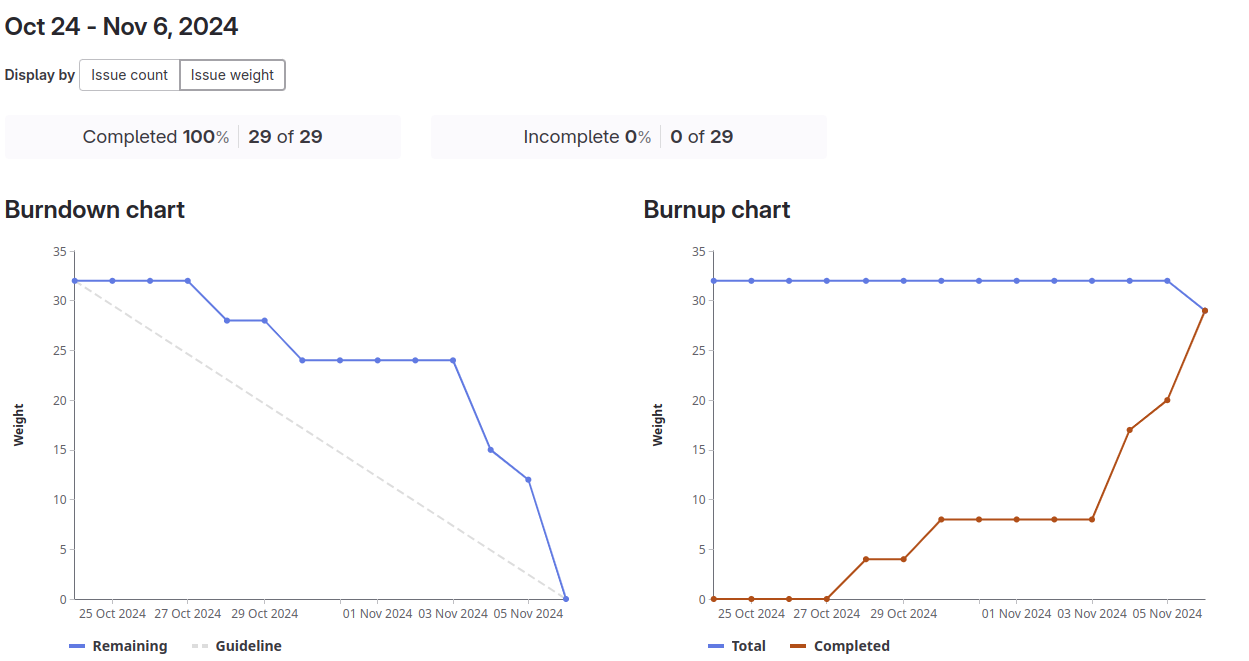 Oct 24 - Nov 6, 2024
Display by Issue count Issue weight
Completed 100% 29 of 29
Incomplete 0% 0 of 29
Burndown chart
35
30
25
20
15
10
5
0
Weight
25 Oct 2024 27 Oct 2024 29 Oct 2024 01 Nov 2024 03 Nov 2024 05 Nov 2024
Remaining Guideline
Burnup chart
35
30
25
20
15
10
5
0
Weight
25 Oct 2024 27 Oct 2024 29 Oct 2024 01 Nov 2024 03 Nov 2024 05 Nov 2024
Total Completed